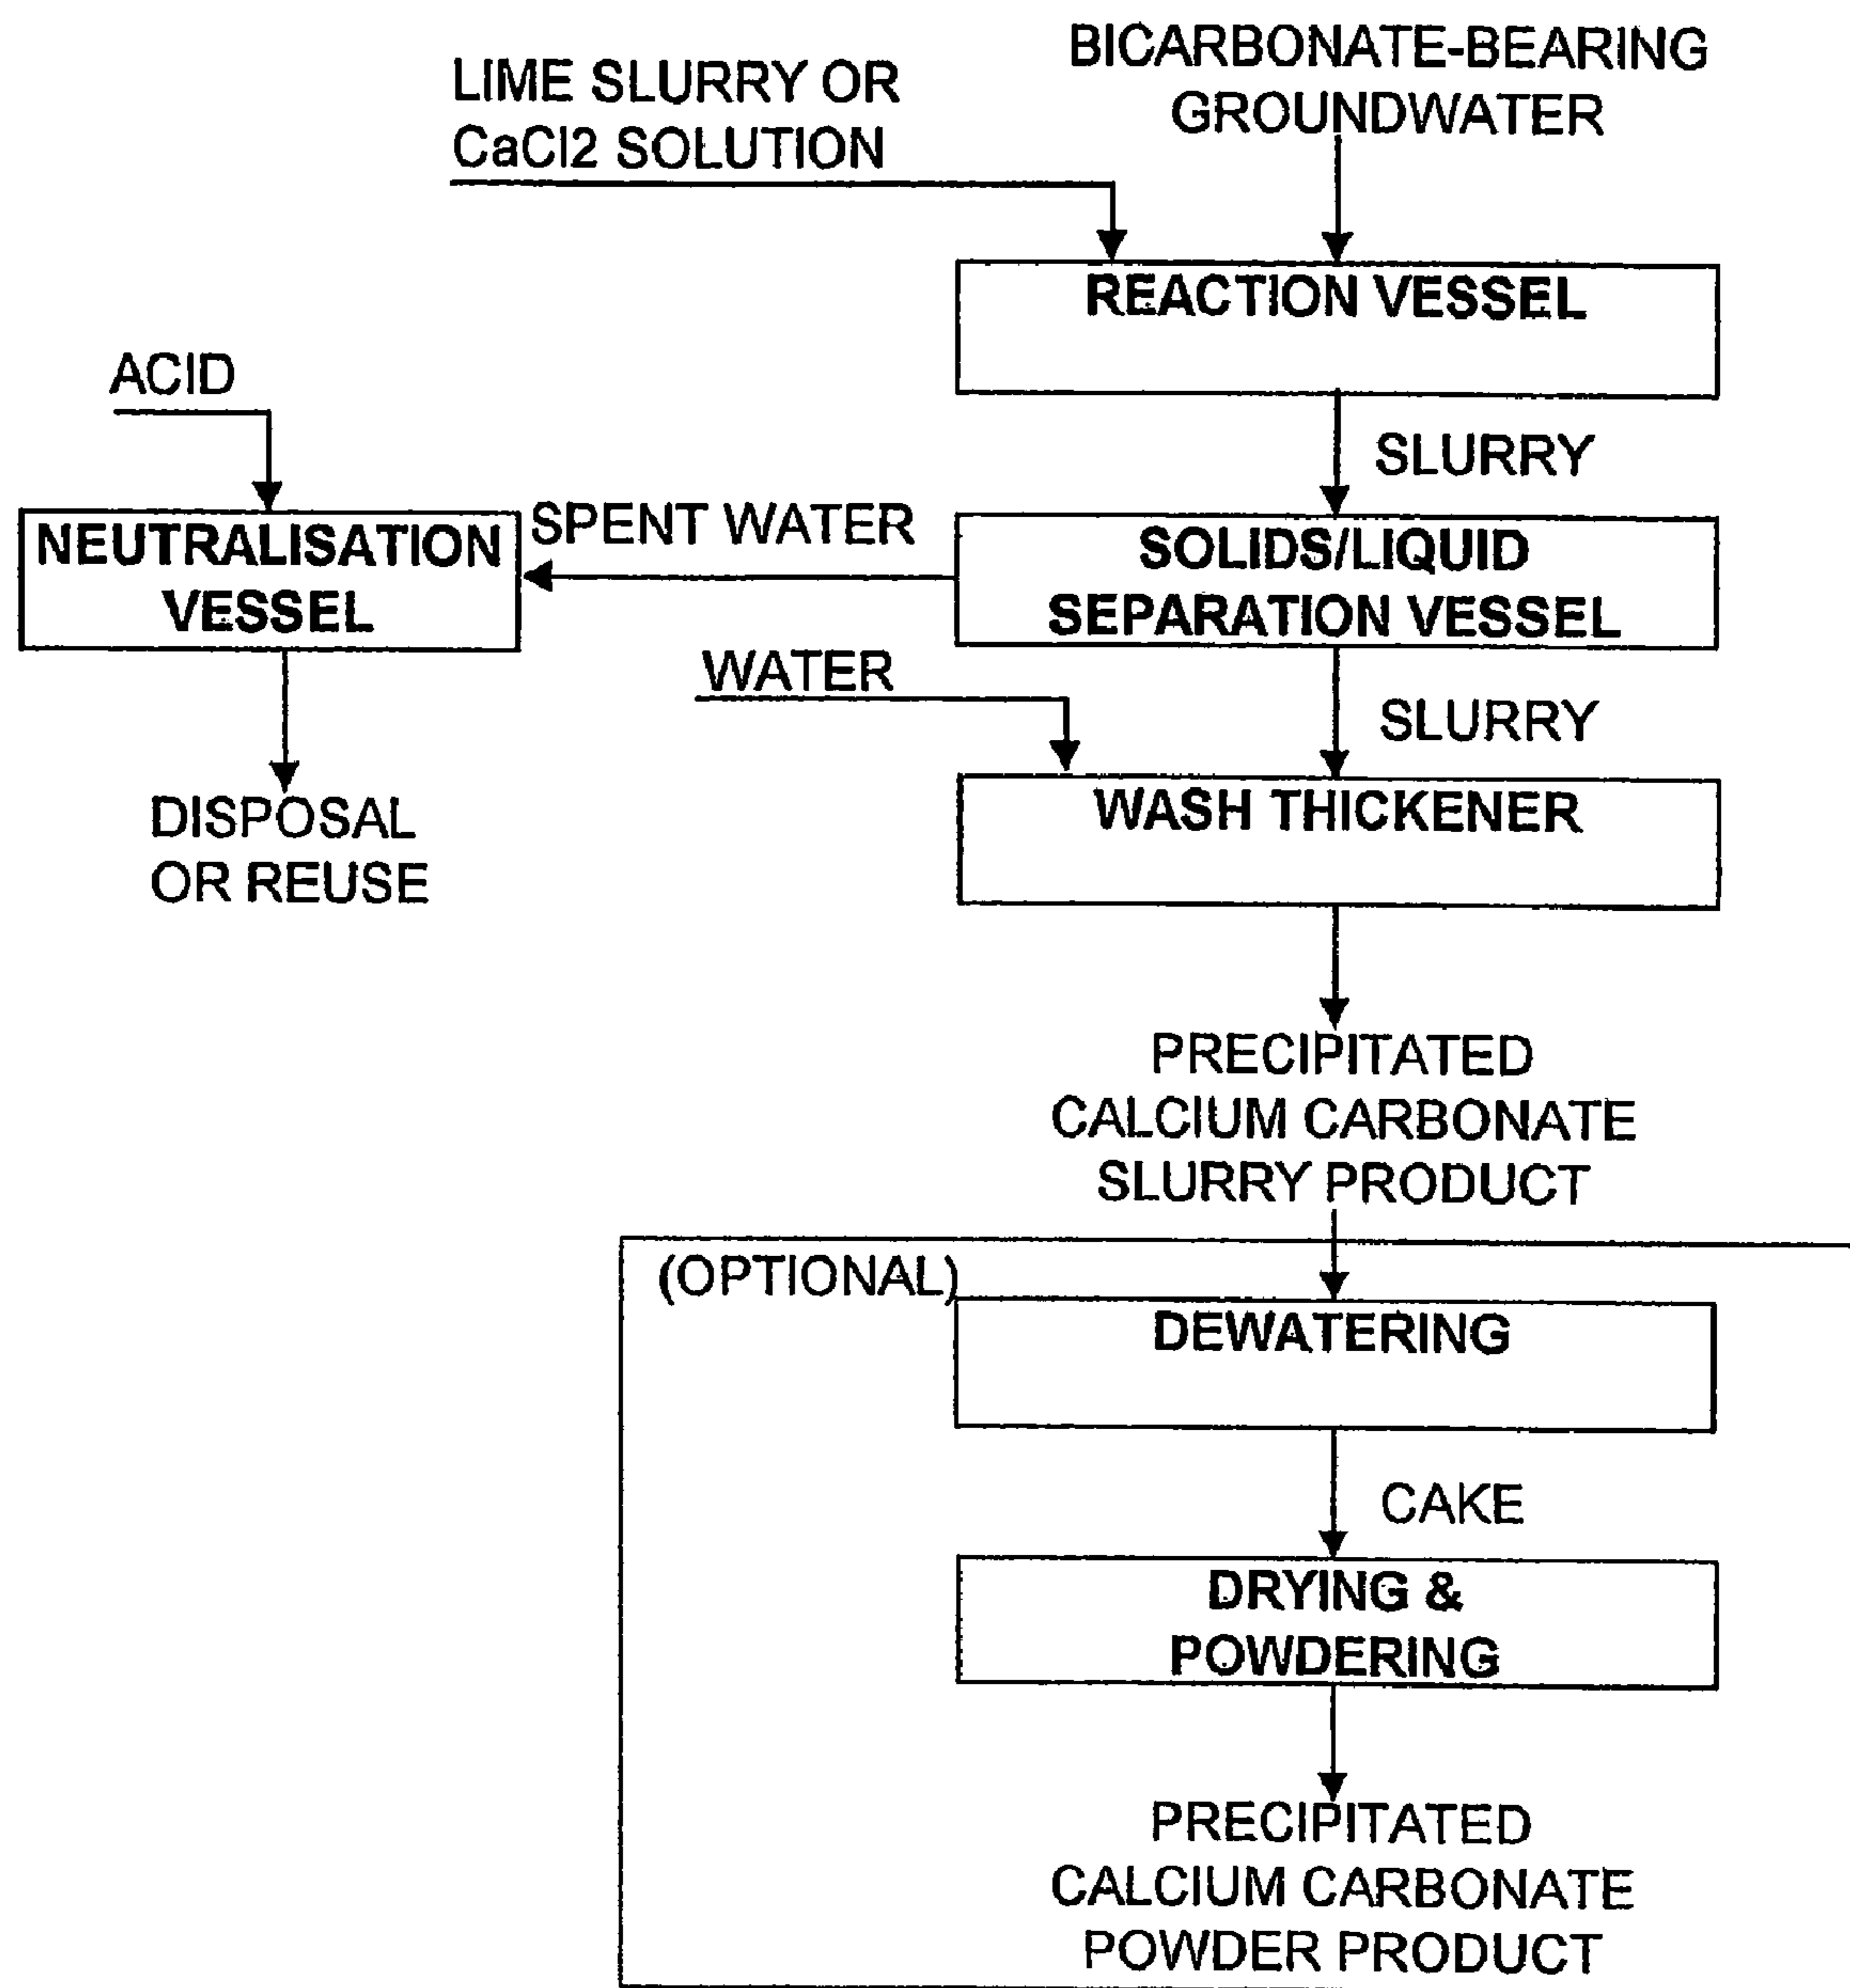 BICARBONATE-BEARING
GROUNDWATER
LIME SLURRY OR
CaCl2 SOLUTION
REACTION VESSEL
ACID
SLURRY
NEUTRALISATION
VESSEL
SPENT WATER
SOLIDS/LIQUID
SEPARATION VESSEL
WATER
SLURRY
WASH THICKENER
DISPOSAL
OR REUSE
PRECIPITATED
CALCIUM CARBONATE
SLURRY PRODUCT
(OPTIONAL)
DEWATERING
CAKE
DRYING &
POWDERING
PRECIPITATED
CALCIUM CARBONATE
POWDER PRODUCT